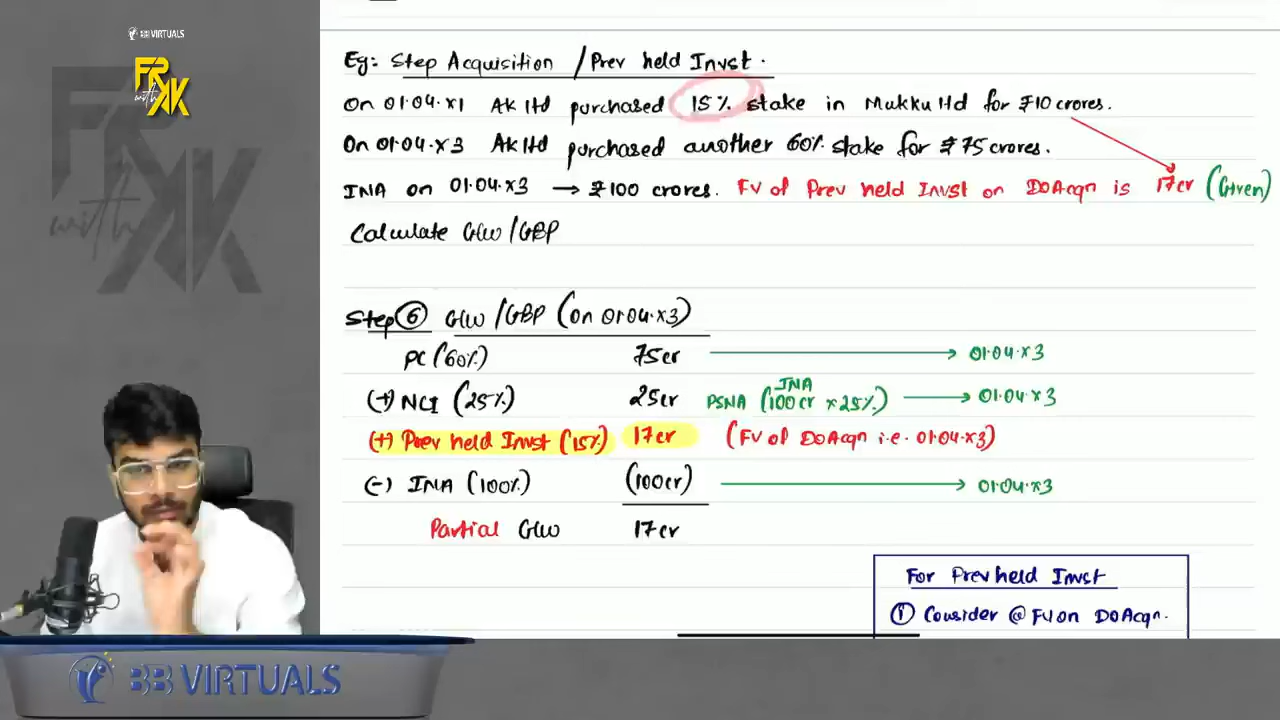 BB VIRTUALS
FR
with
AK
Eg: Step Acquisition / Prev held Invst.
On 01.04.x1 AK ltd purchased 15% stake in Mukku ltd for ₹10 crores.
On 01.04.x3 AK ltd purchased another 60% stake for ₹75 crores.
INA on 01.04.x3 → ₹100 crores. FV of Prev held Invst on DoAcqn is 17cr (Given)
Calculate GW/GBP
Step ⑥ GW/GBP (on 01.04.x3)
PC (60%) 75cr → 01.04.x3
(+) NCI (25%) 25cr PSNA (100cr x 25%) → 01.04.x3
INA
(+) Prev held Invst (15%) 17cr (FV of DoAcqn i.e. 01.04.x3)
(-) INA (100%) (100cr) → 01.04.x3
Partial GW 17cr
For Prev held Invst
① Consider @ FV on DoAcqn.
BB VIRTUALS